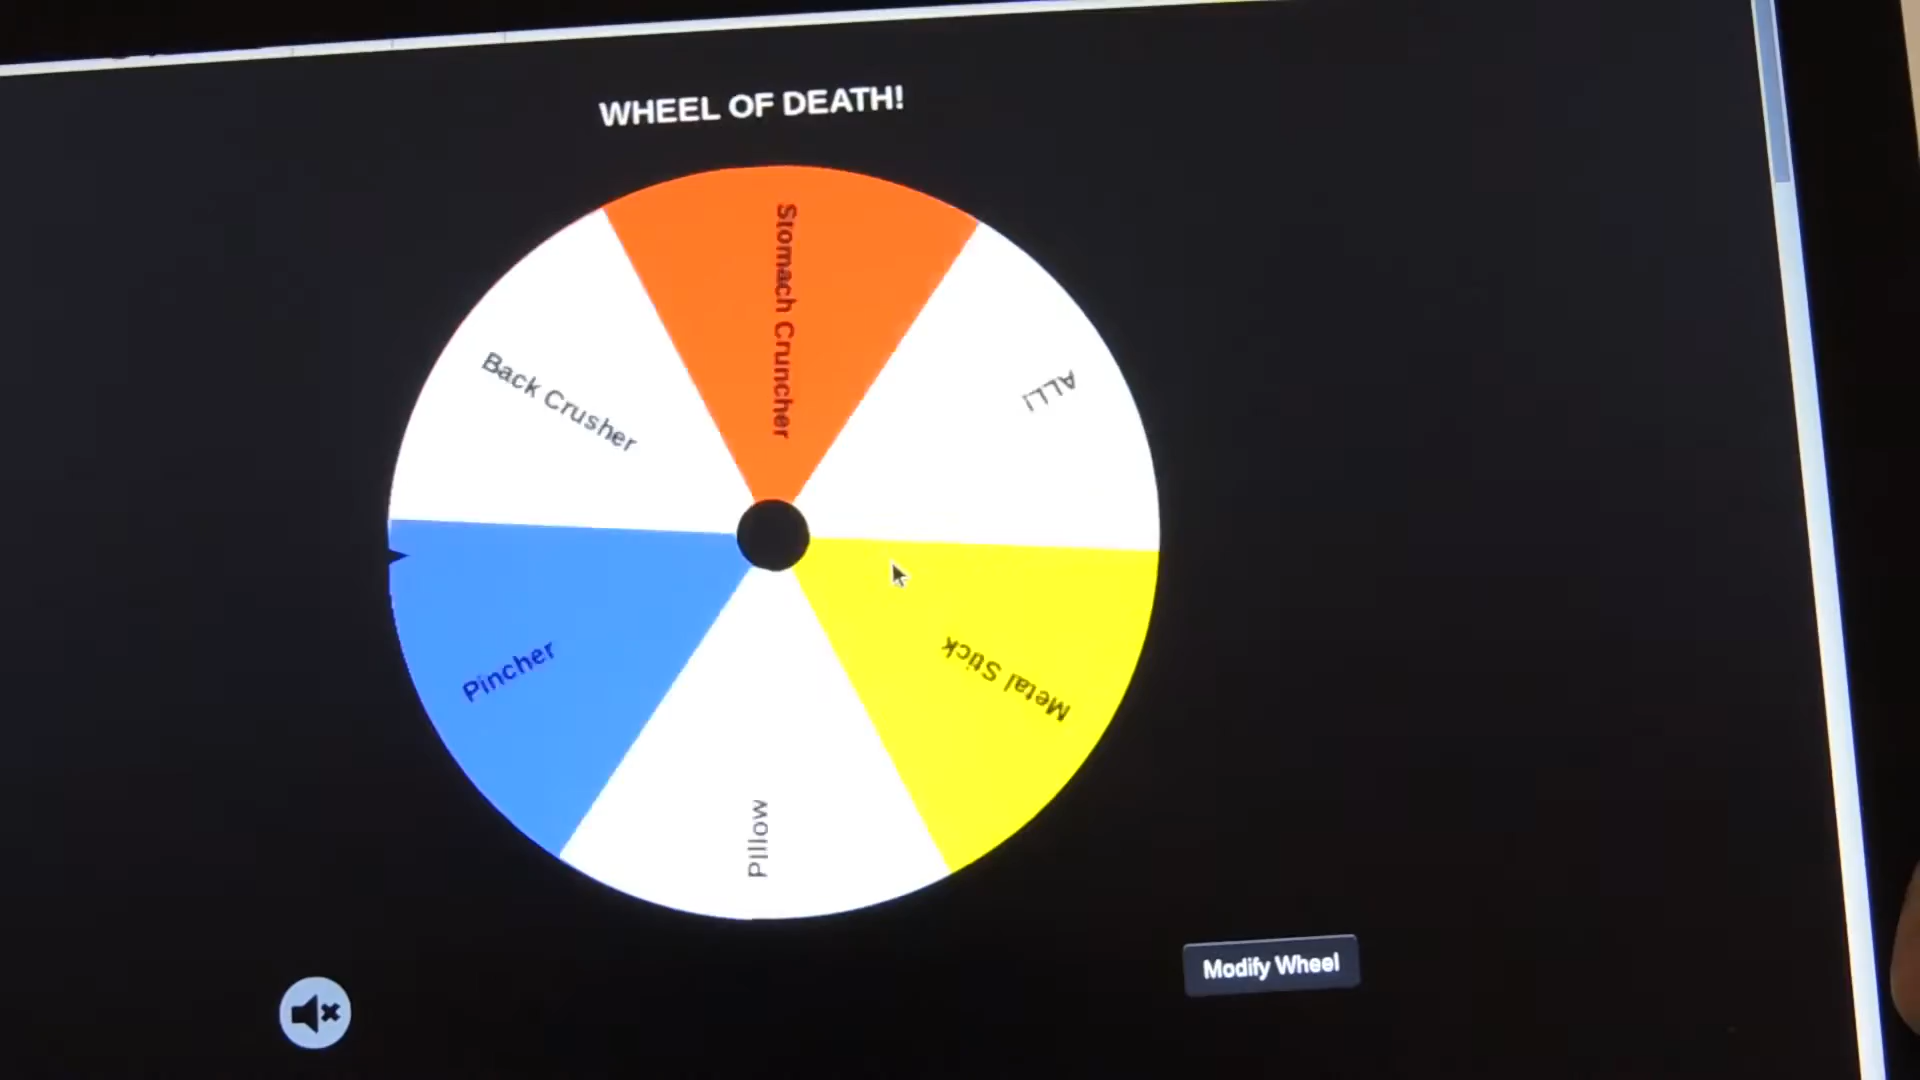 WHEEL OF DEATH!
Stomach Cruncher
ALL!
Back Crusher
Metal Stick
Pincher
Pillow
Modify Wheel